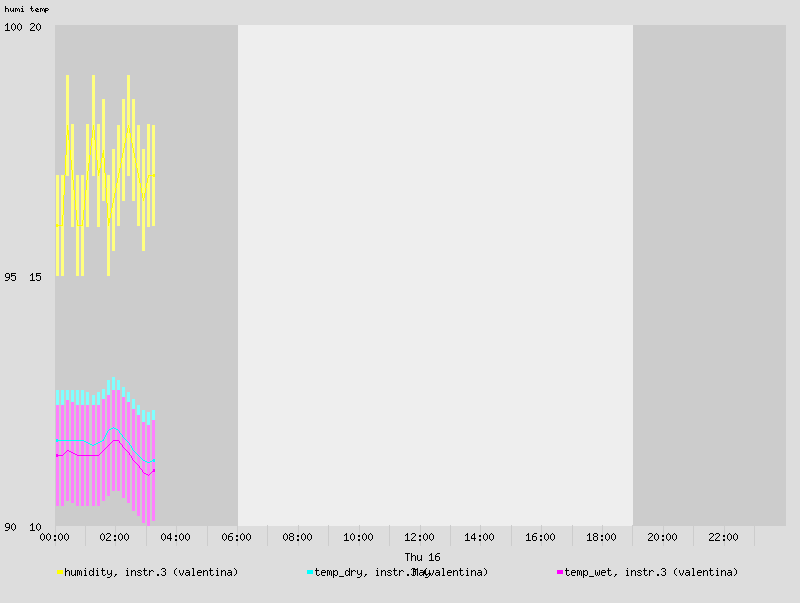 humi temp
100 20
95 15
90 10
00:00 02:00 04:00 06:00 08:00 10:00 12:00 14:00 16:00 18:00 20:00 22:00
Thu 16
May
humidity, instr.3 (valentina) temp_dry, instr.3 (valentina) temp_wet, instr.3 (valentina)